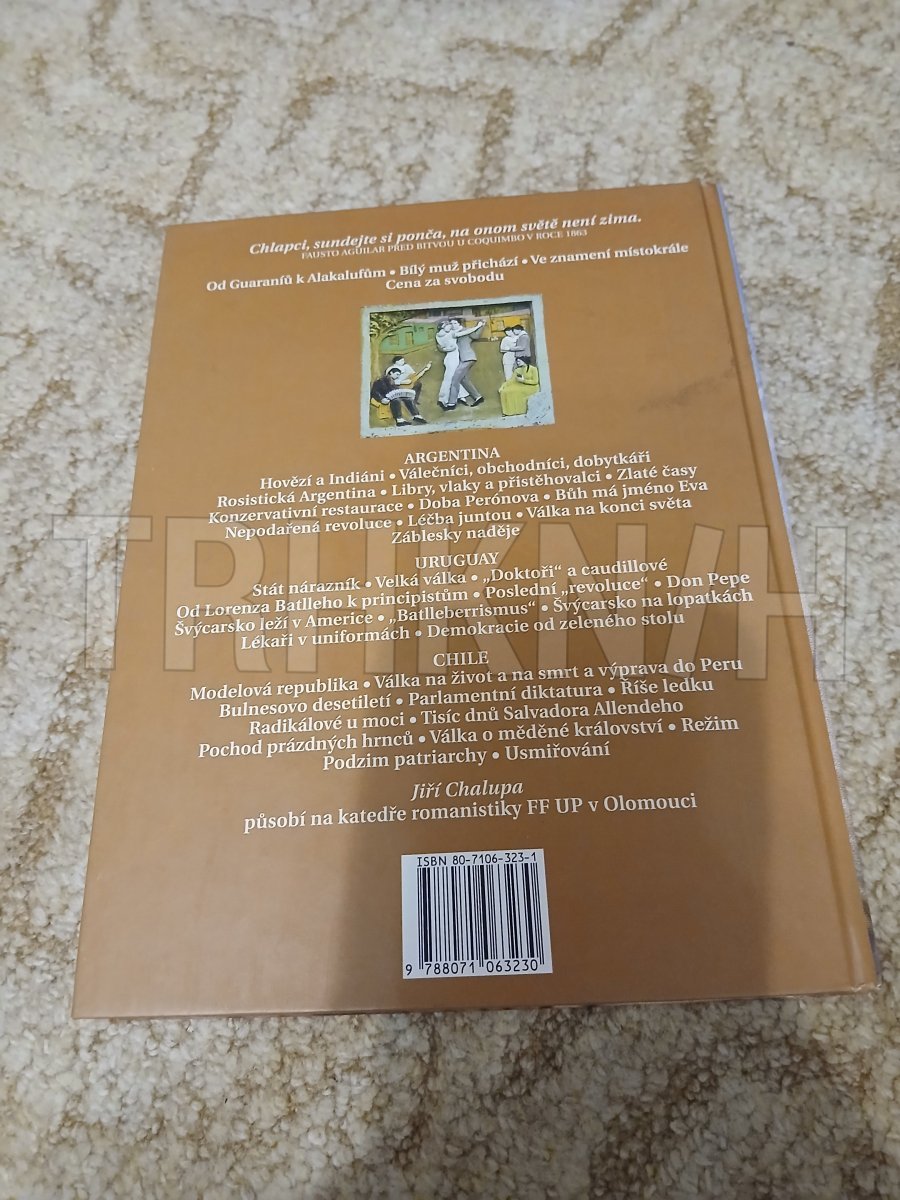 Chlapci, sundejte si ponča, na onom světě není zima.
FAUSTO AGUILAR PŘED BITVOU U COQUIMBO V ROCE 1863
Od Guaraníů k Alakalufům • Bílý muž přichází • Ve znamení místokrále
Cena za svobodu
ARGENTINA
Hovězí a Indiáni • Válečníci, obchodníci, dobytkáři
Rosistická Argentina • Libry, vlaky a přistěhovalci • Zlaté časy
Konzervativní restaurace • Doba Perónova • Bůh má jméno Eva
Nepodařená revoluce • Léčba juntou • Válka na konci světa
Záblesky naděje
URUGUAY
Stát nárazník • Velká válka • „Doktoři“ a caudillové
Od Lorenza Batlleho k principistům • Poslední „revoluce“ • Don Pepe
Švýcarsko leží v Americe • „Batlleberrismus“ • Švýcarsko na lopatkách
Lékaři v uniformách • Demokracie od zeleného stolu
CHILE
Modelová republika • Válka na život a na smrt a výprava do Peru
Bulnesovo desetiletí • Parlamentní diktatura • Říše ledku
Radikálové u moci • Tisíc dnů Salvadora Allendeho
Pochod prázdných hrnců • Válka o měděné království • Režim
Podzim patriarchy • Usmiřování
Jiří Chalupa
působí na katedře romanistiky FF UP v Olomouci
ISBN 80-7106-323-1
9 788071 063230
TRHKNIH